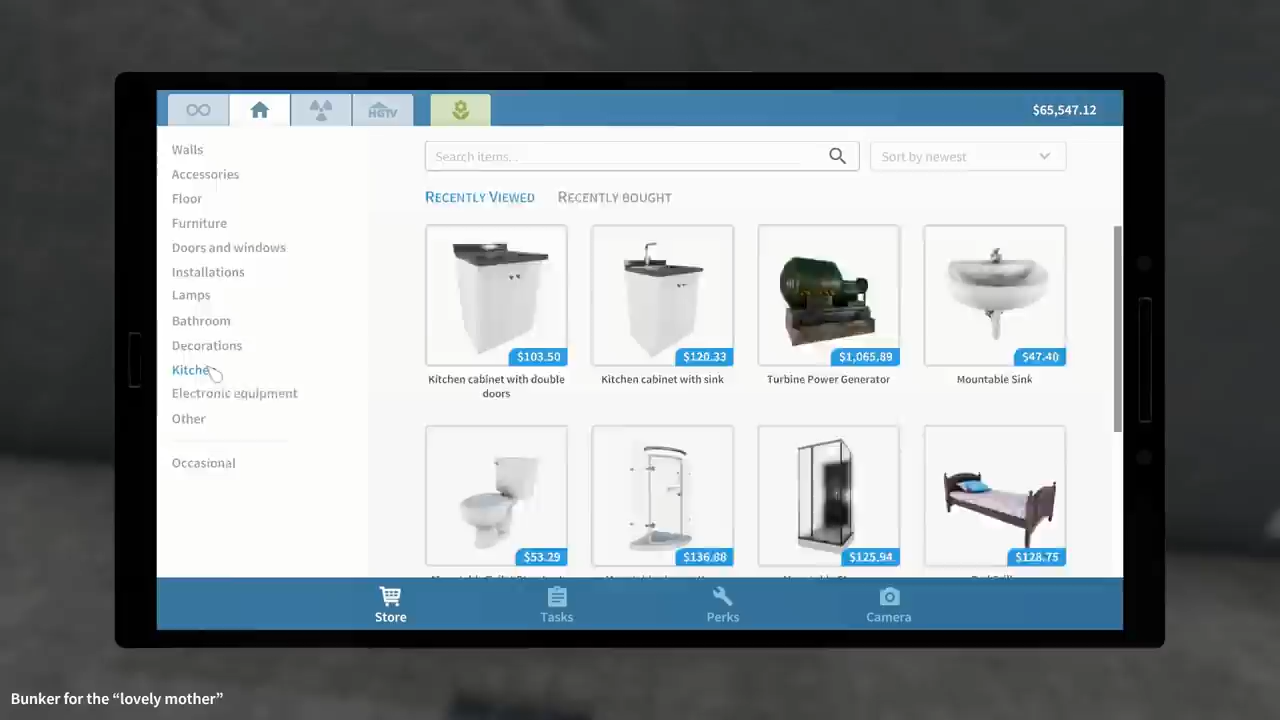 HGTV
$65,547.12
Walls
Accessories
Floor
Furniture
Doors and windows
Installations
Lamps
Bathroom
Decorations
Kitchen
Electronic equipment
Other
Occasional
Search items...
Sort by newest
RECENTLY VIEWED
RECENTLY BOUGHT
$103.50
$120.33
$1,065.89
$47.40
Kitchen cabinet with double
doors
Kitchen cabinet with sink
Turbine Power Generator
Mountable Sink
$53.29
$136.88
$125.94
$128.75
Store
Tasks
Perks
Camera
Bunker for the “lovely mother”